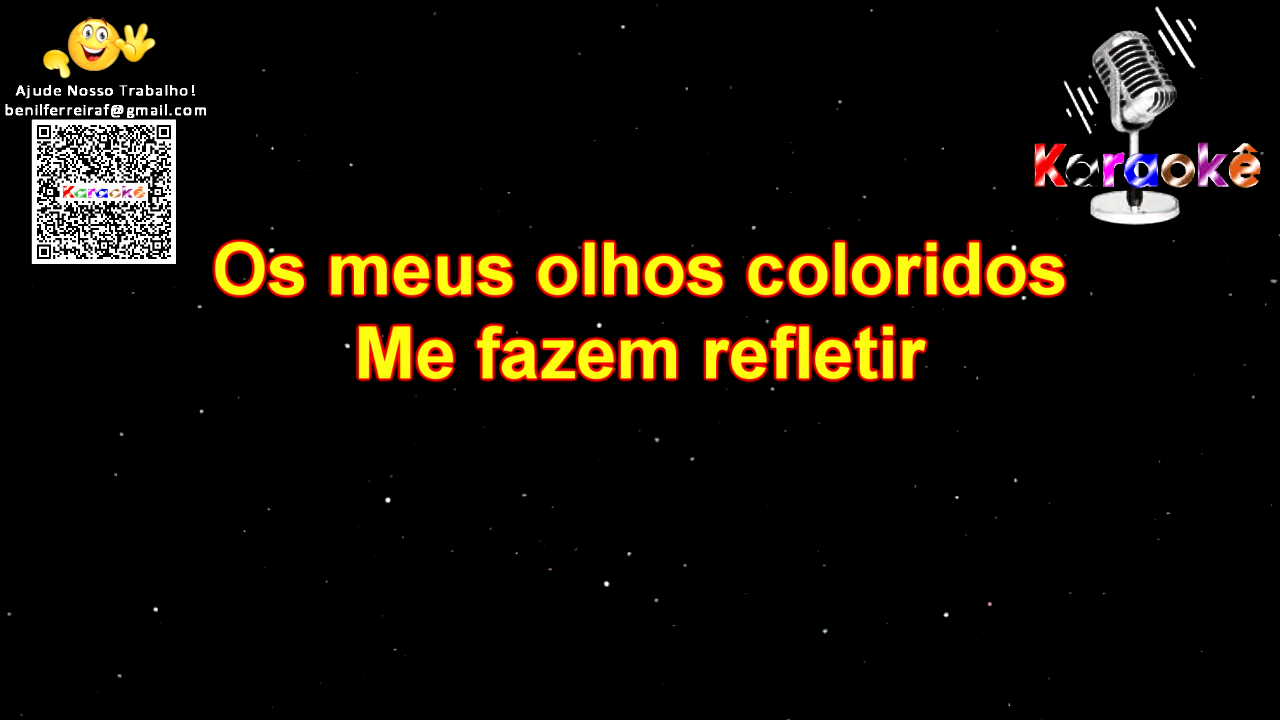 Ajude Nosso Trabalho!
benilferreiraf@gmail.com
Karaokê
Karaokê
Os meus olhos coloridos
Me fazem refletir